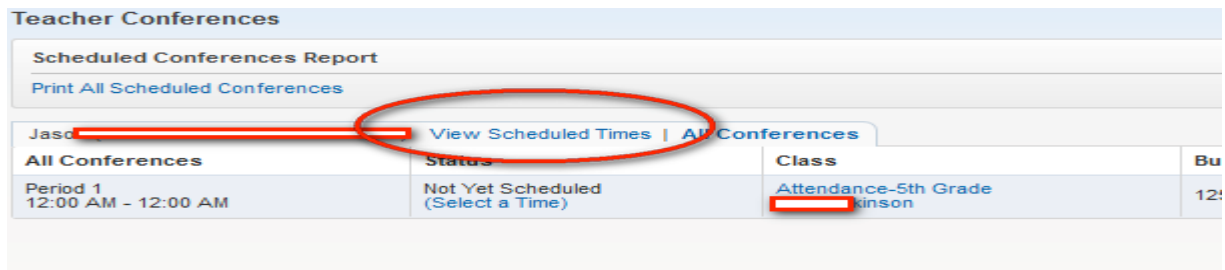 Teacher Conferences
Scheduled Conferences Report
Print All Scheduled Conferences
View Scheduled Times | All Conferences
All Conferences Status Class
Period 1 Not Yet Scheduled Attendance-5th Grade
12:00 AM - 12:00 AM (Select a Time) kinson